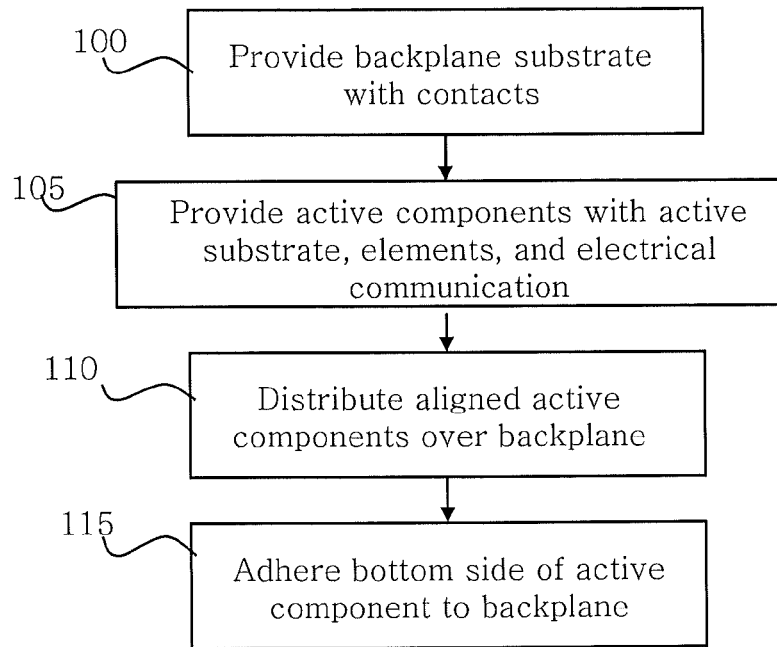 100
Provide backplane substrate
with contacts
105
Provide active components with active
substrate, elements, and electrical
communication
110
Distribute aligned active
components over backplane
115
Adhere bottom side of active
component to backplane